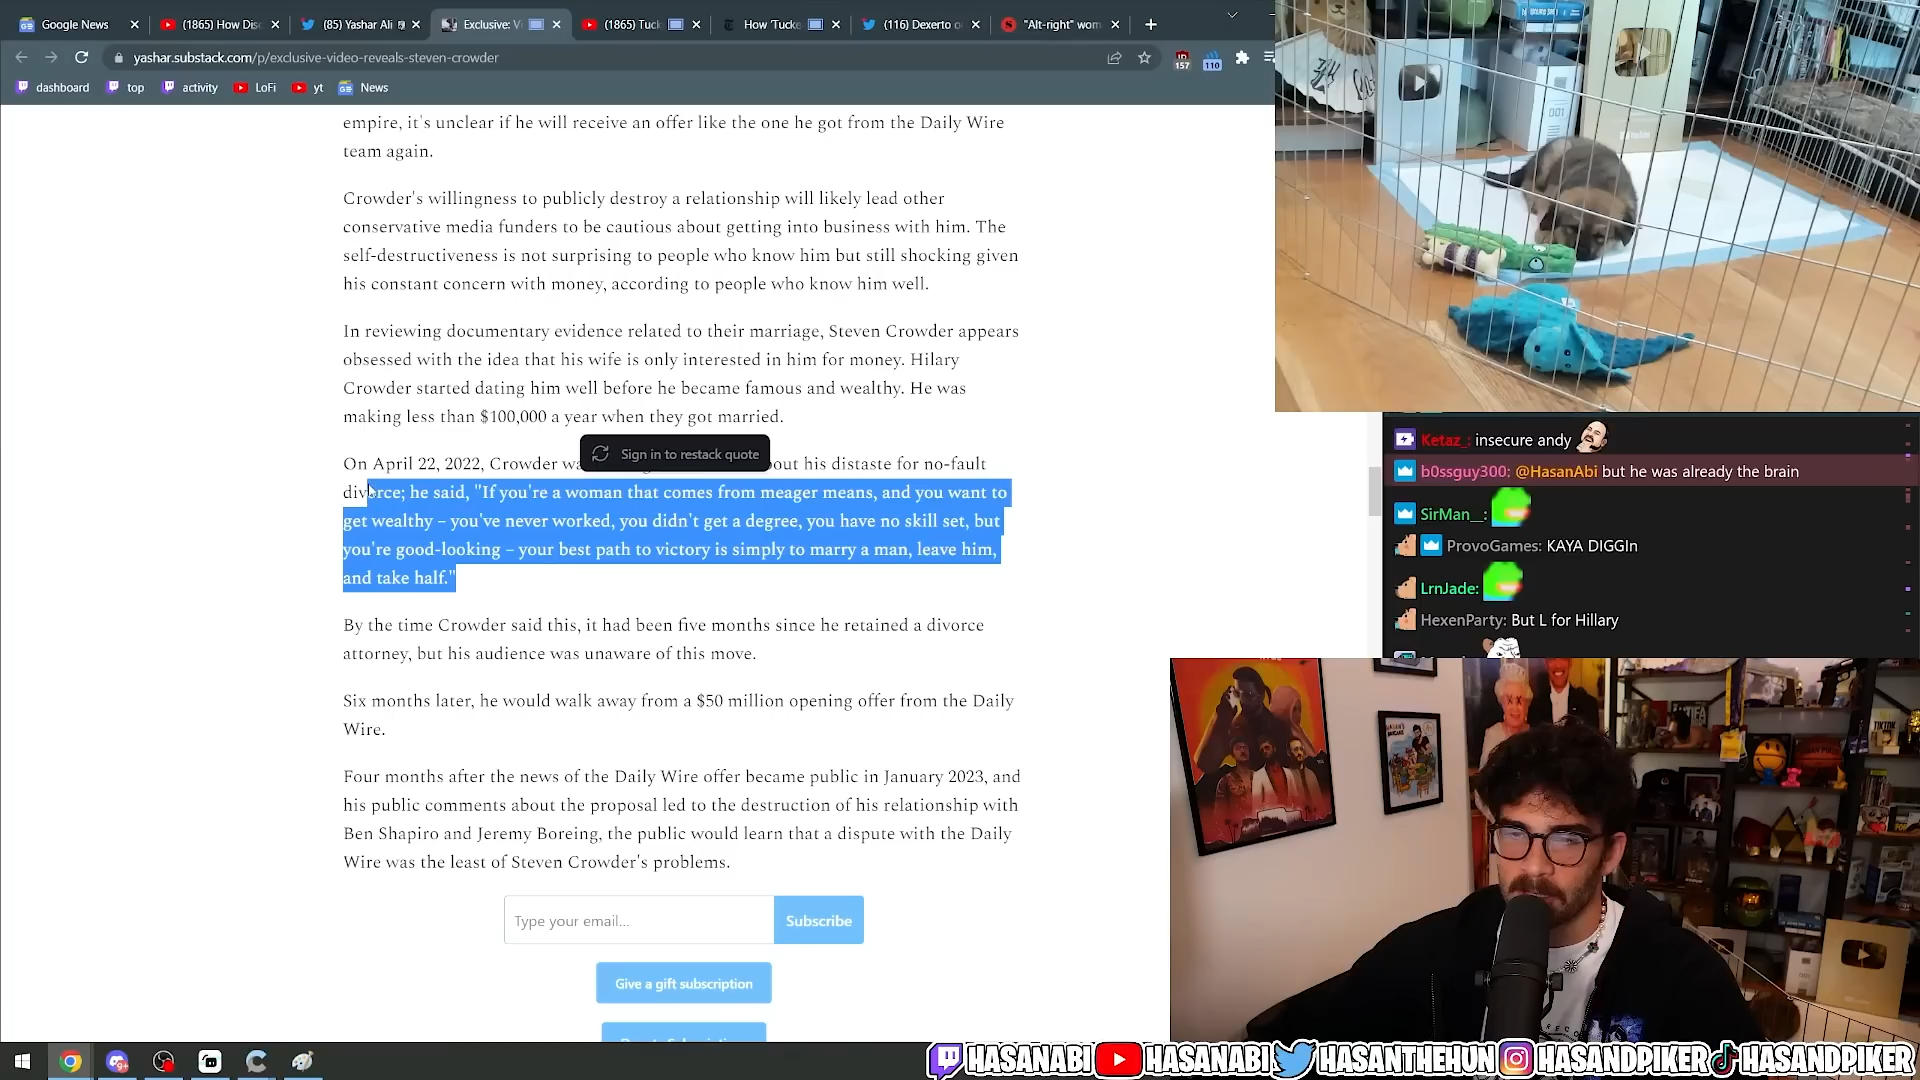 Google News
(1865) How Dis
(85) Yashar Ali
Exclusive: V
(1865) Tuck
How 'Tucke
(116) Dexerto o
"Alt-right" wom
yashar.substack.com/p/exclusive-video-reveals-steven-crowder
157
110
dashboard
top
activity
LoFi
yt
News
empire, it's unclear if he will receive an offer like the one he got from the Daily Wire
team again.
Crowder's willingness to publicly destroy a relationship will likely lead other
conservative media funders to be cautious about getting into business with him. The
self-destructiveness is not surprising to people who know him but still shocking given
his constant concern with money, according to people who know him well.
In reviewing documentary evidence related to their marriage, Steven Crowder appears
obsessed with the idea that his wife is only interested in him for money. Hilary
Crowder started dating him well before he became famous and wealthy. He was
making less than $100,000 a year when they got married.
Sign in to restack quote
On April 22, 2022, Crowder wa out his distaste for no-fault
divorce; he said, "If you're a woman that comes from meager means, and you want to
get wealthy – you've never worked, you didn't get a degree, you have no skill set, but
you're good-looking – your best path to victory is simply to marry a man, leave him,
and take half."
By the time Crowder said this, it had been five months since he retained a divorce
attorney, but his audience was unaware of this move.
Six months later, he would walk away from a $50 million opening offer from the Daily
Wire.
Four months after the news of the Daily Wire offer became public in January 2023, and
his public comments about the proposal led to the destruction of his relationship with
Ben Shapiro and Jeremy Boreing, the public would learn that a dispute with the Daily
Wire was the least of Steven Crowder's problems.
Type your email...
Subscribe
Give a gift subscription
Ketaz_: insecure andy
b0ssguy300: @HasanAbi but he was already the brain
SirMan__:
ProvoGames: KAYA DIGGIn
LrnJade:
HexenParty: But L for Hillary
HASANABI HASANABI HASANTHEHUN HASANDPIKER HASANDPIKER